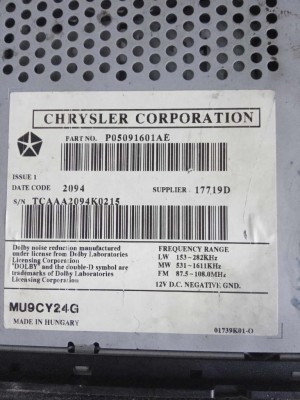 CHRYSLER CORPORATION
PART NO. P05091601AE
ISSUE 1
DATE CODE 2094 SUPPLIER - 17719D
S/N TCAAA2094K0215
Dolby noise reduction manufactured
under license from Dolby Laboratories
Licensing Corporation
"DOLBY" and the double-D symbol are
trademarks of Dolby Laboratories
Licensing Corporation.
FREQUENCY RANGE
LW 153-282KHz
MW 531-1611KHz
FM 87.5-108.0MHz
12V D.C. NEGATIVE GND.
MU9CY24G
MADE IN HUNGARY
01739K01-O